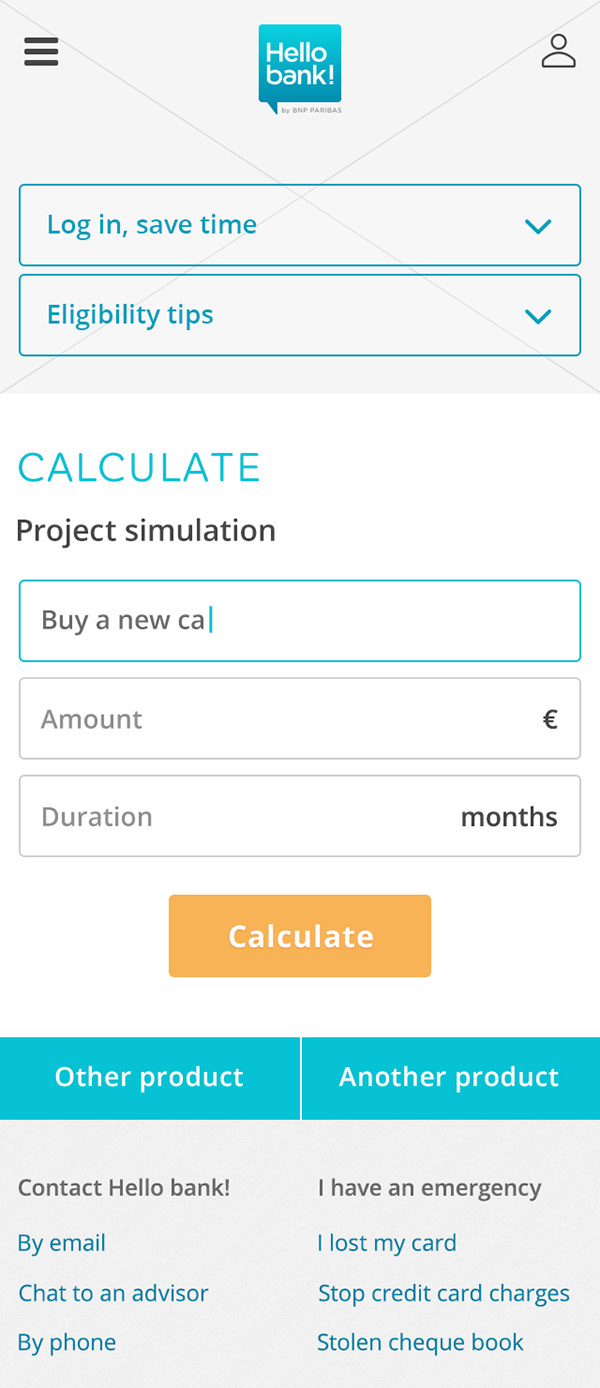 Hello
bank!
by BNP PARIBAS
Log in, save time
Eligibility tips
CALCULATE
Project simulation
Buy a new ca
Amount €
Duration months
Calculate
Other product
Another product
Contact Hello bank!
By email
Chat to an advisor
By phone
I have an emergency
I lost my card
Stop credit card charges
Stolen cheque book